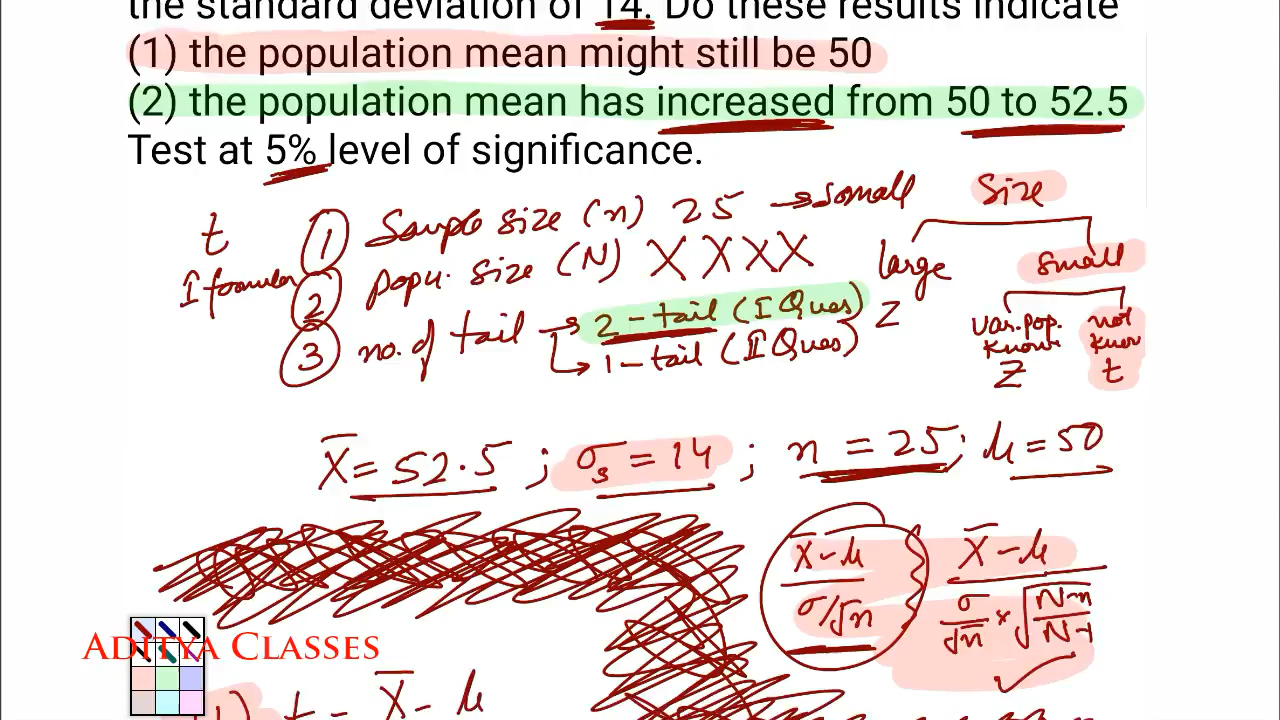 the standard deviation of 14. Do these results indicate
(1) the population mean might still be 50
(2) the population mean has increased from 50 to 52.5
Test at 5% level of significance.
t
I formula
1 Sample size (n) 25 → Small
2 popu. size (N) X X X X
3 no. of tail → 2-tail (I Ques)
→ 1-tail (II Ques)
Size
large small
Z
var. pop. known not know
Z t
X̄ = 52.5 ; σs = 14 ; n = 25 ; μ = 50
X̄ - μ
σ/√n
X̄ - μ
σ/√n × √N-n/N-1
ADITYA CLASSES
1) t = X̄ - μ